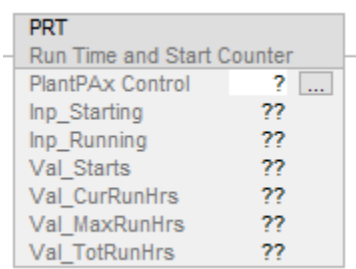 PRT
Run Time and Start Counter
PlantPAx Control ? ...
Inp_Starting ??
Inp_Running ??
Val_Starts ??
Val_CurRunHrs ??
Val_MaxRunHrs ??
Val_TotRunHrs ??